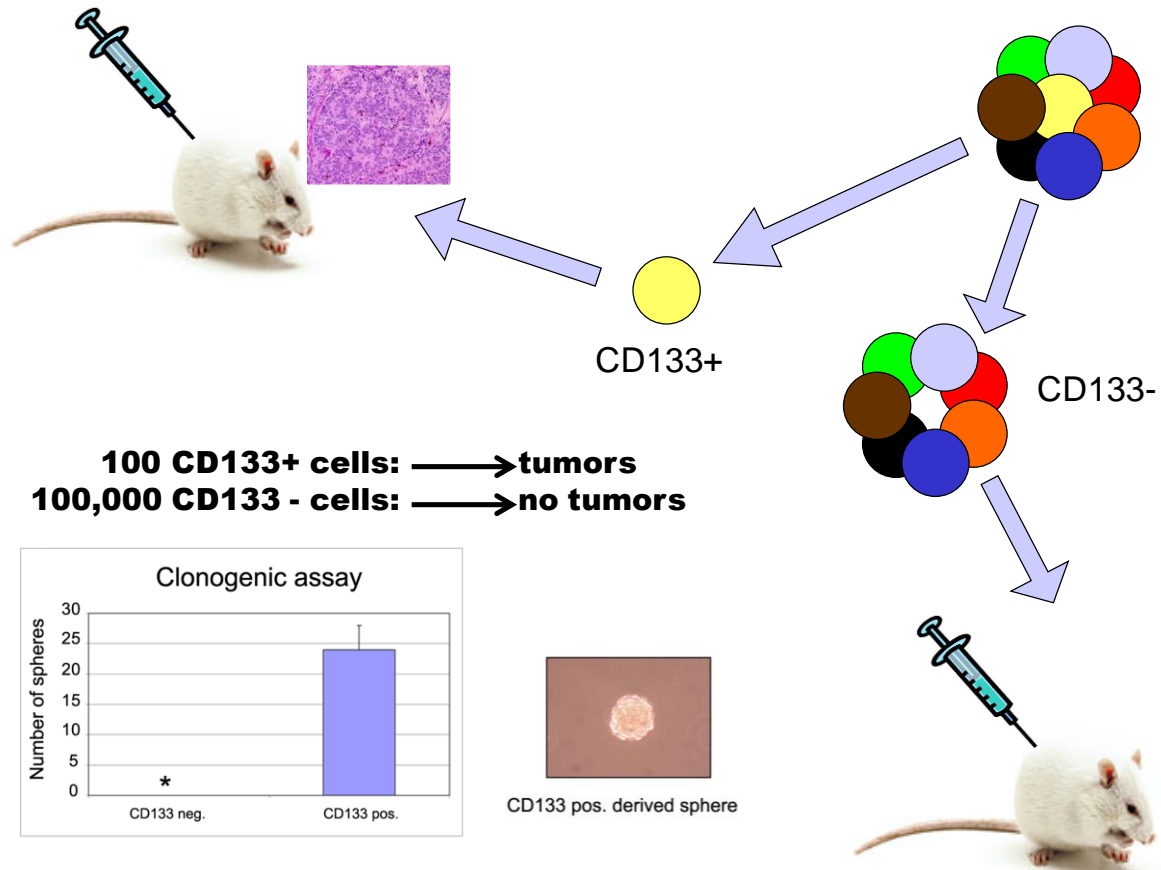 CD133+
CD133-
100 CD133+ cells: tumors
100,000 CD133 - cells: no tumors
Clonogenic assay
Number of spheres
30
25
20
15
10
5
0
*
CD133 neg.
CD133 pos.
CD133 pos. derived sphere